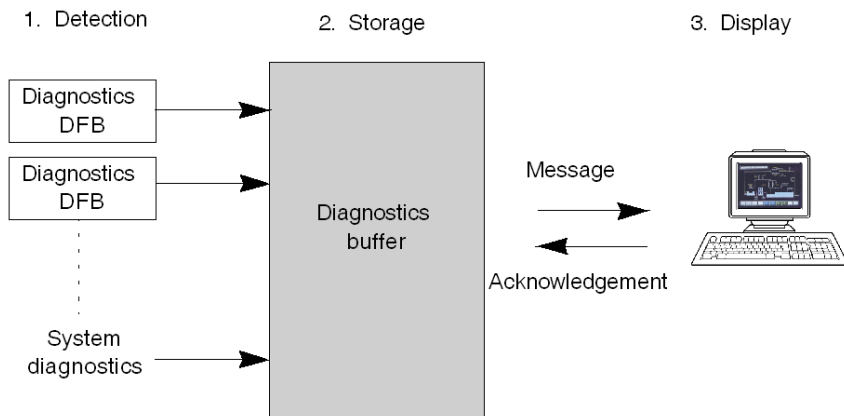 1. Detection
2. Storage
3. Display
Diagnostics
DFB
Diagnostics
DFB
System
diagnostics
Diagnostics
buffer
Message
Acknowledgement